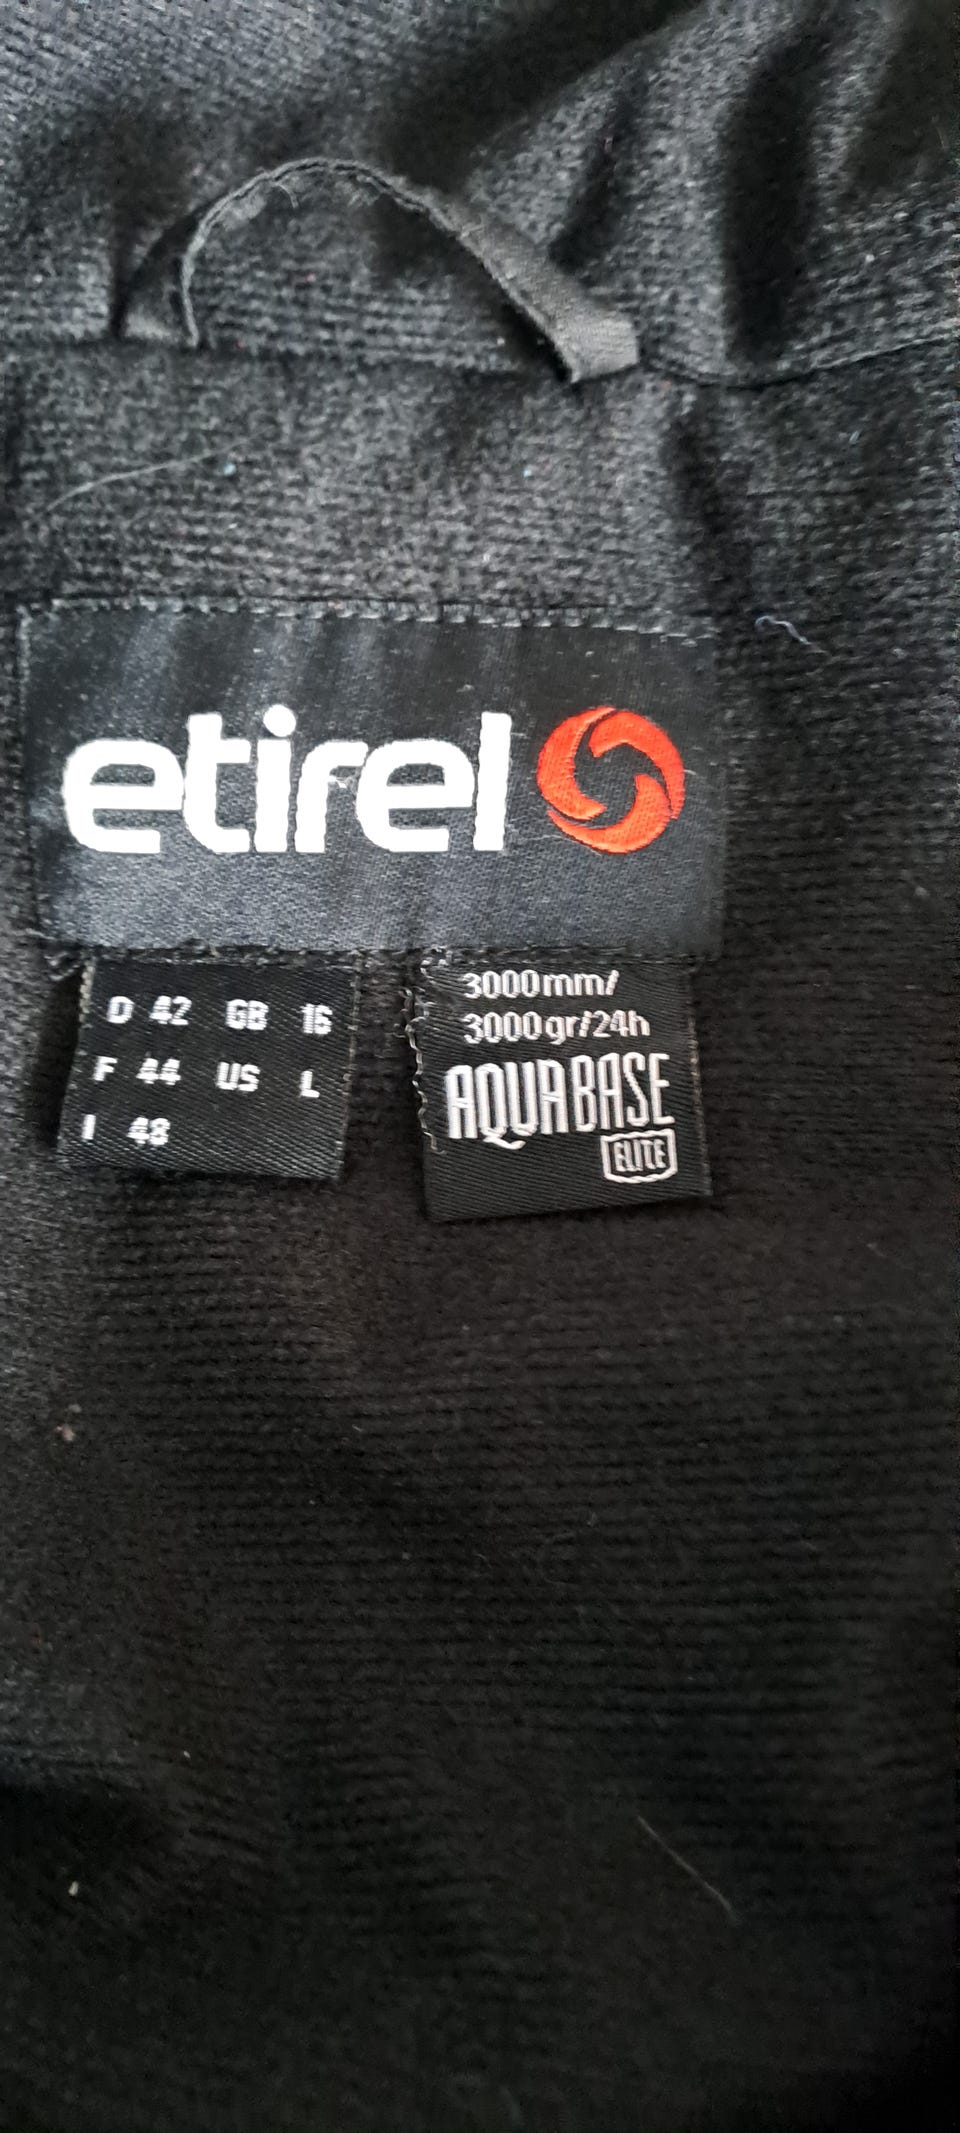 etirel
D 42 GB 16
F 44 US L
I 48
3000mm/
3000gr/24h
AQUABASE
ELITE